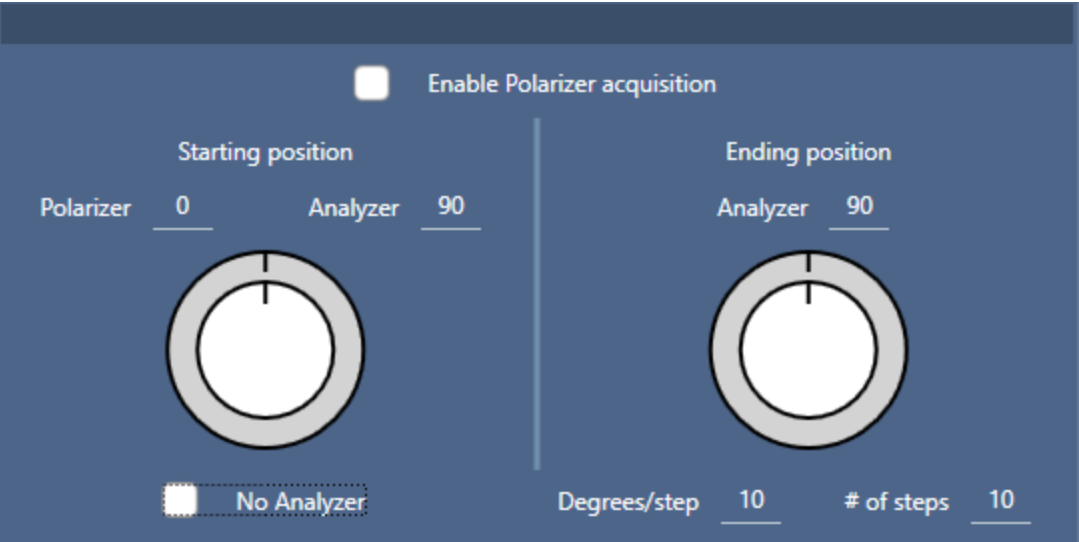 Enable Polarizer acquisition
Starting position
Polarizer 0 Analyzer 90
No Analyzer
Ending position
Analyzer 90
Degrees/step 10 # of steps 10